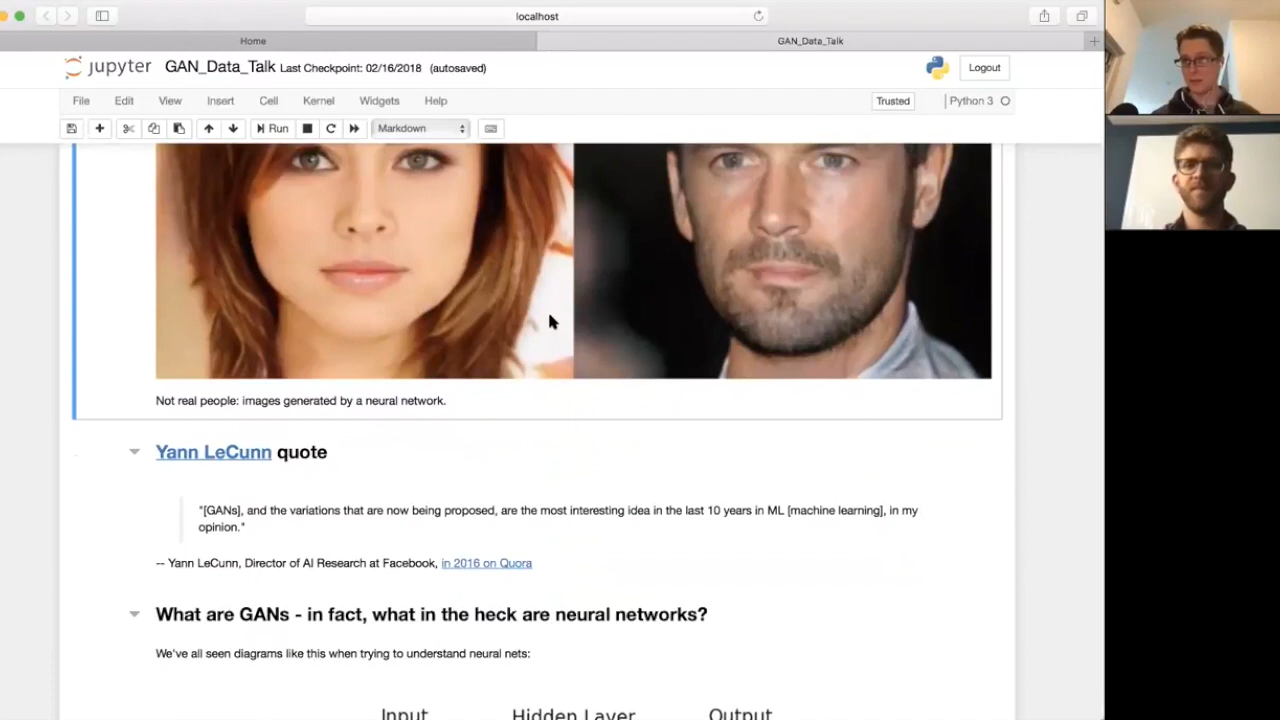 localhost
Home
GAN_Data_Talk
+
jupyter GAN_Data_Talk Last Checkpoint: 02/16/2018 (autosaved)
Logout
File Edit View Insert Cell Kernel Widgets Help
Trusted
Python 3
Run
Markdown
Not real people: images generated by a neural network.
Yann LeCunn quote
"[GANs], and the variations that are now being proposed, are the most interesting idea in the last 10 years in ML [machine learning], in my
opinion."
-- Yann LeCunn, Director of AI Research at Facebook, in 2016 on Quora
What are GANs - in fact, what in the heck are neural networks?
We've all seen diagrams like this when trying to understand neural nets:
Input Hidden Layer Output